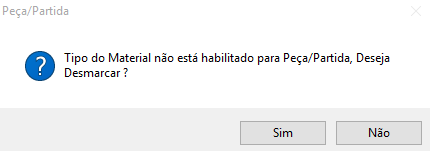 Peça/Partida
Tipo do Material não está habilitado para Peça/Partida, Deseja
Desmarcar ?
Sim
Não